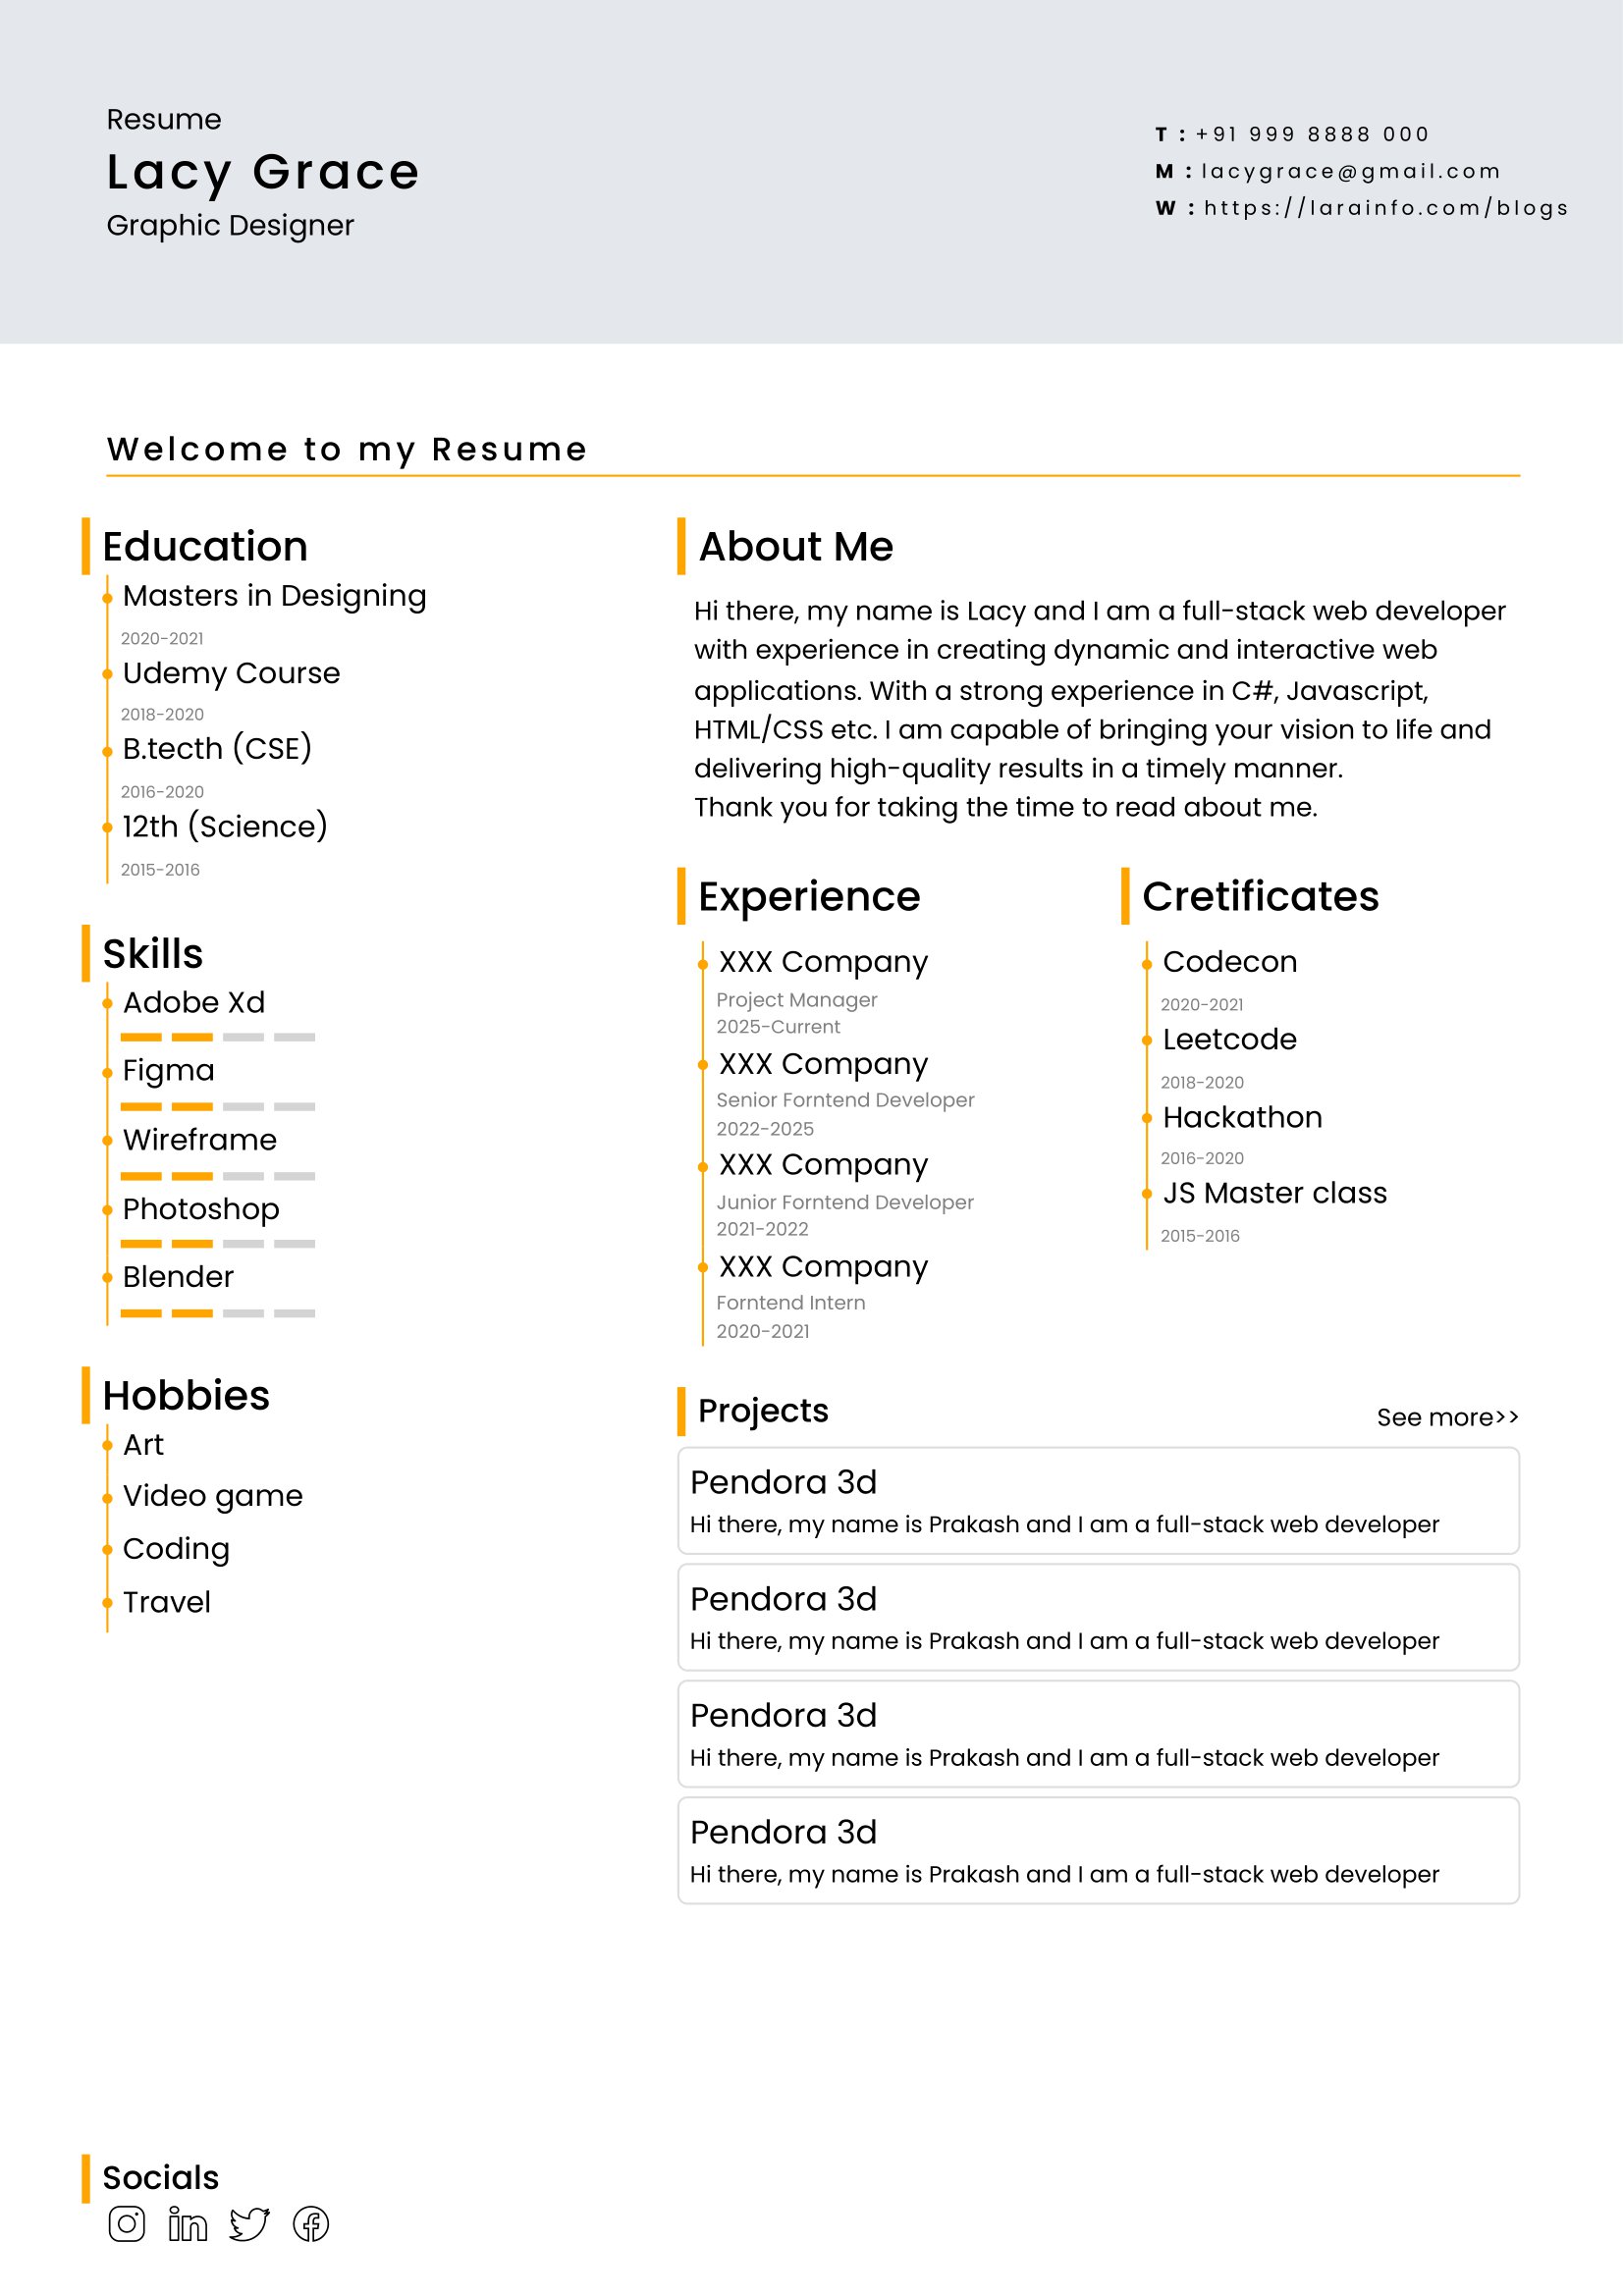 Resume
Lacy Grace
Graphic Designer
T : +91 999 8888 000
M : lacygrace@gmail.com
W : https://larainfo.com/blogs
Welcome to my Resume
Education
Masters in Designing
2020-2021
Udemy Course
2018-2020
B.tecth (CSE)
2016-2020
12th (Science)
2015-2016
Skills
Adobe Xd
Figma
Wireframe
Photoshop
Blender
Hobbies
Art
Video game
Coding
Travel
About Me
Hi there, my name is Lacy and I am a full-stack web developer
with experience in creating dynamic and interactive web
applications. With a strong experience in C#, Javascript,
HTML/CSS etc. I am capable of bringing your vision to life and
delivering high-quality results in a timely manner.
Thank you for taking the time to read about me.
Experience
XXX Company
Project Manager
2025-Current
XXX Company
Senior Forntend Developer
2022-2025
XXX Company
Junior Forntend Developer
2021-2022
XXX Company
Forntend Intern
2020-2021
Cretificates
Codecon
2020-2021
Leetcode
2018-2020
Hackathon
2016-2020
JS Master class
2015-2016
Projects
See more>>
Pendora 3d
Hi there, my name is Prakash and I am a full-stack web developer
Pendora 3d
Hi there, my name is Prakash and I am a full-stack web developer
Pendora 3d
Hi there, my name is Prakash and I am a full-stack web developer
Pendora 3d
Hi there, my name is Prakash and I am a full-stack web developer
Socials